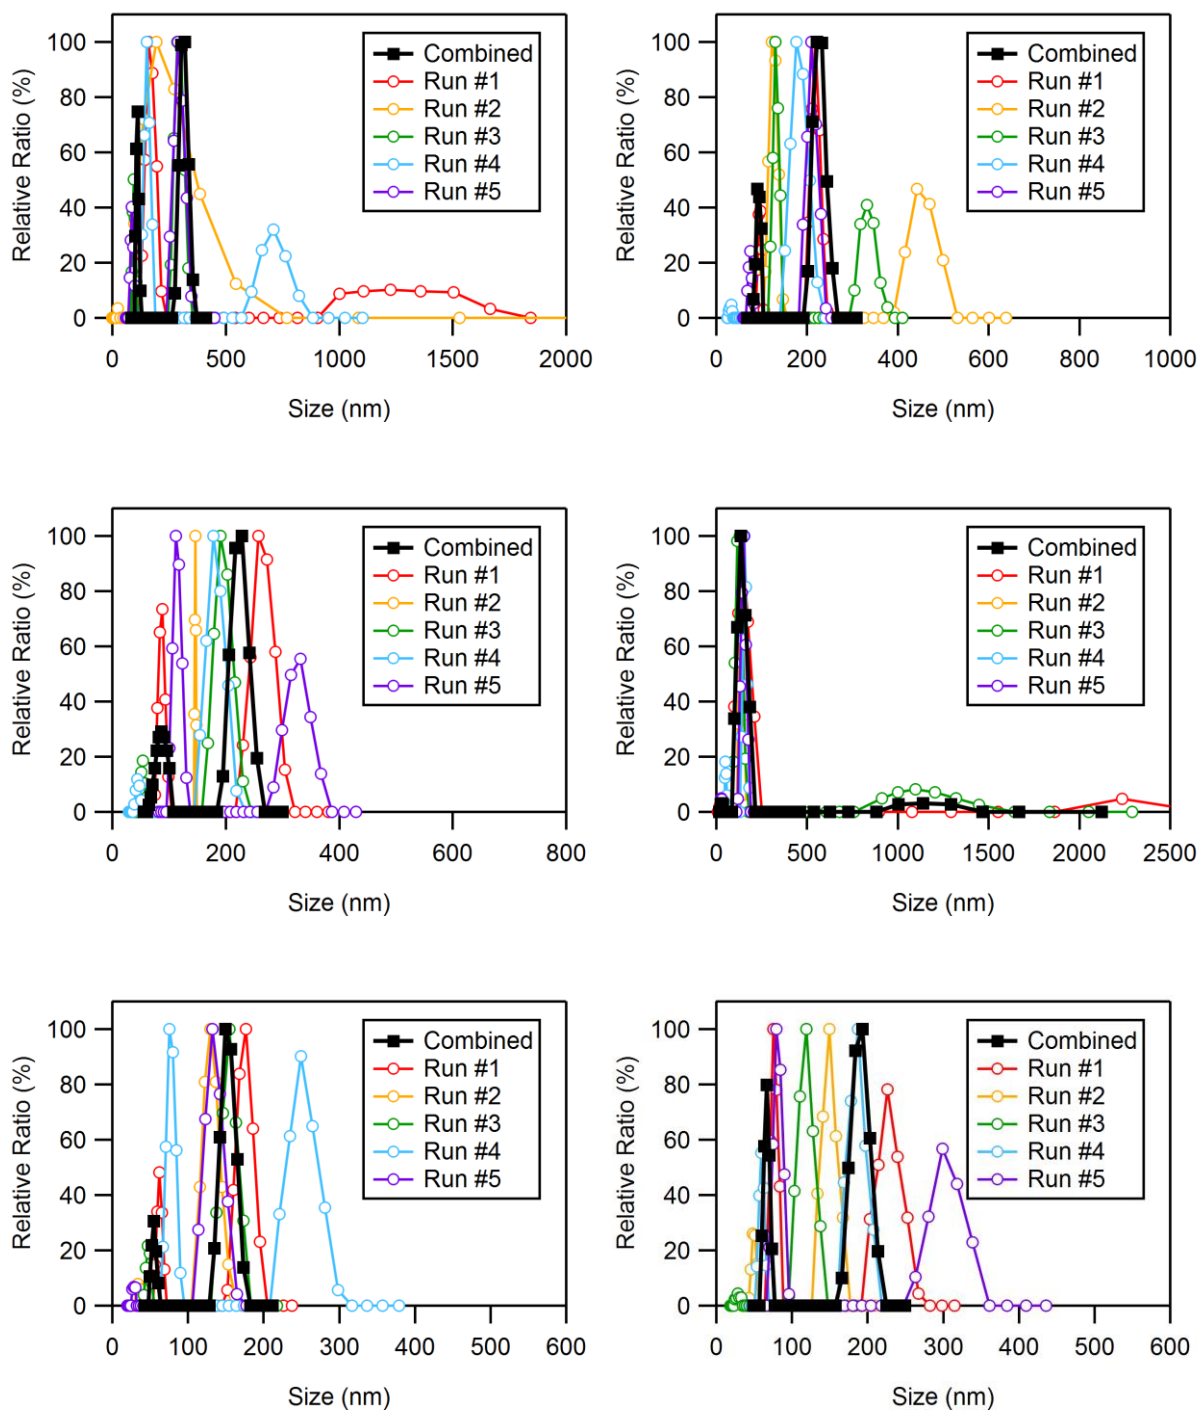 Relative Ratio (%)
100
80
60
40
20
0
Combined
Run #1
Run #2
Run #3
Run #4
Run #5
0 500 1000 1500 2000
Size (nm)
Relative Ratio (%)
100
80
60
40
20
0
Combined
Run #1
Run #2
Run #3
Run #4
Run #5
0 200 400 600 800 1000
Size (nm)
Relative Ratio (%)
100
80
60
40
20
0
Combined
Run #1
Run #2
Run #3
Run #4
Run #5
0 200 400 600 800
Size (nm)
Relative Ratio (%)
100
80
60
40
20
0
Combined
Run #1
Run #2
Run #3
Run #4
Run #5
0 500 1000 1500 2000 2500
Size (nm)
Relative Ratio (%)
100
80
60
40
20
0
Combined
Run #1
Run #2
Run #3
Run #4
Run #5
0 100 200 300 400 500 600
Size (nm)
Relative Ratio (%)
100
80
60
40
20
0
Combined
Run #1
Run #2
Run #3
Run #4
Run #5
0 100 200 300 400 500 600
Size (nm)